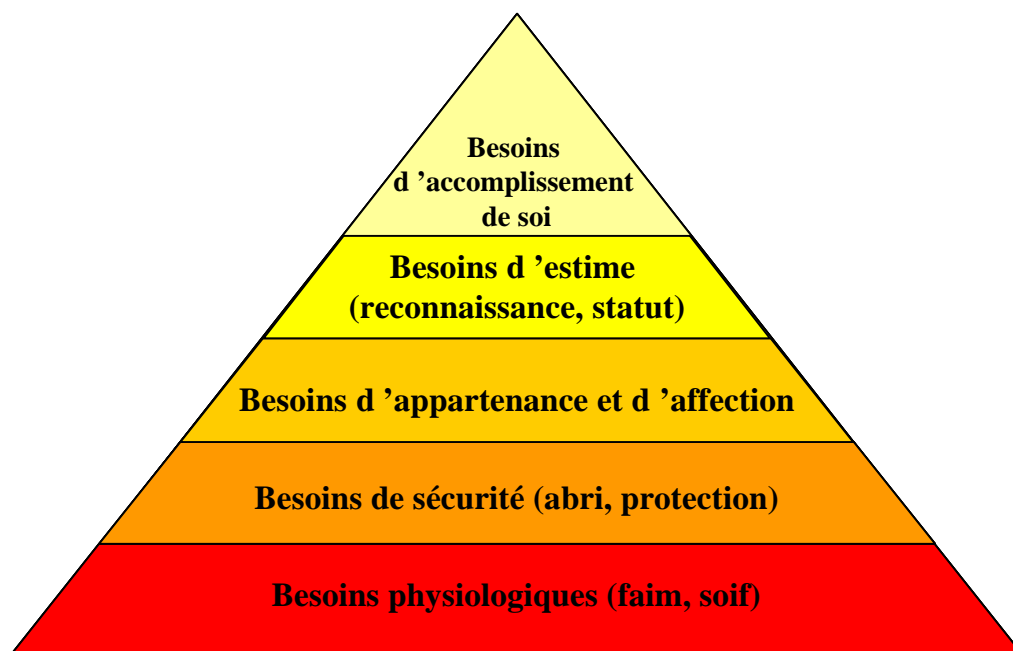 Besoins
d ’accomplissement
de soi
Besoins d ’estime
(reconnaissance, statut)
Besoins d ’appartenance et d ’affection
Besoins de sécurité (abri, protection)
Besoins physiologiques (faim, soif)